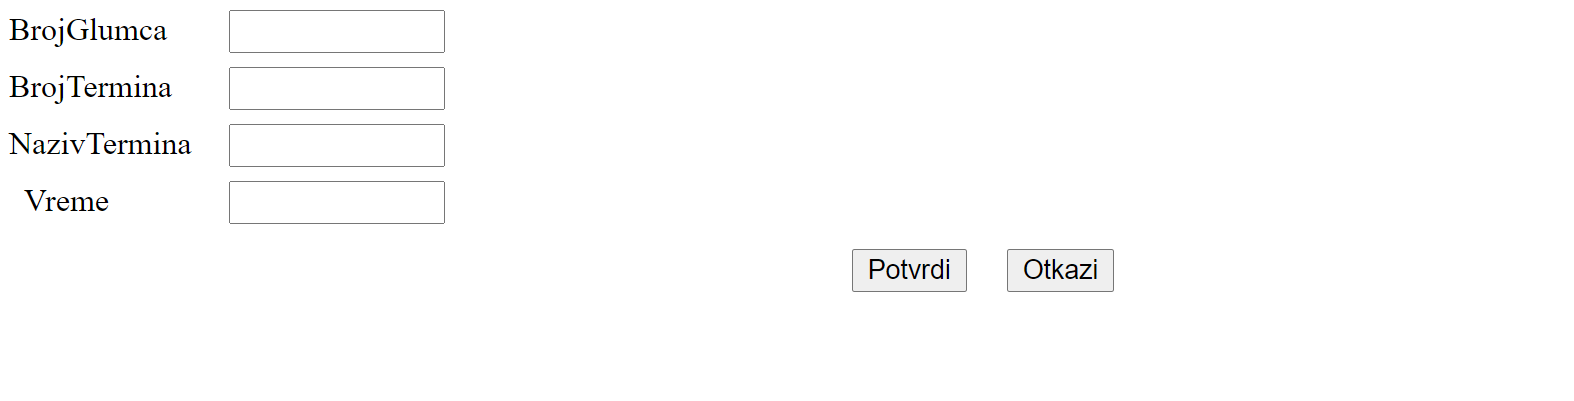 BrojGlumca
BrojTermina
NazivTermina
Vreme
Potvrdi Otkazi